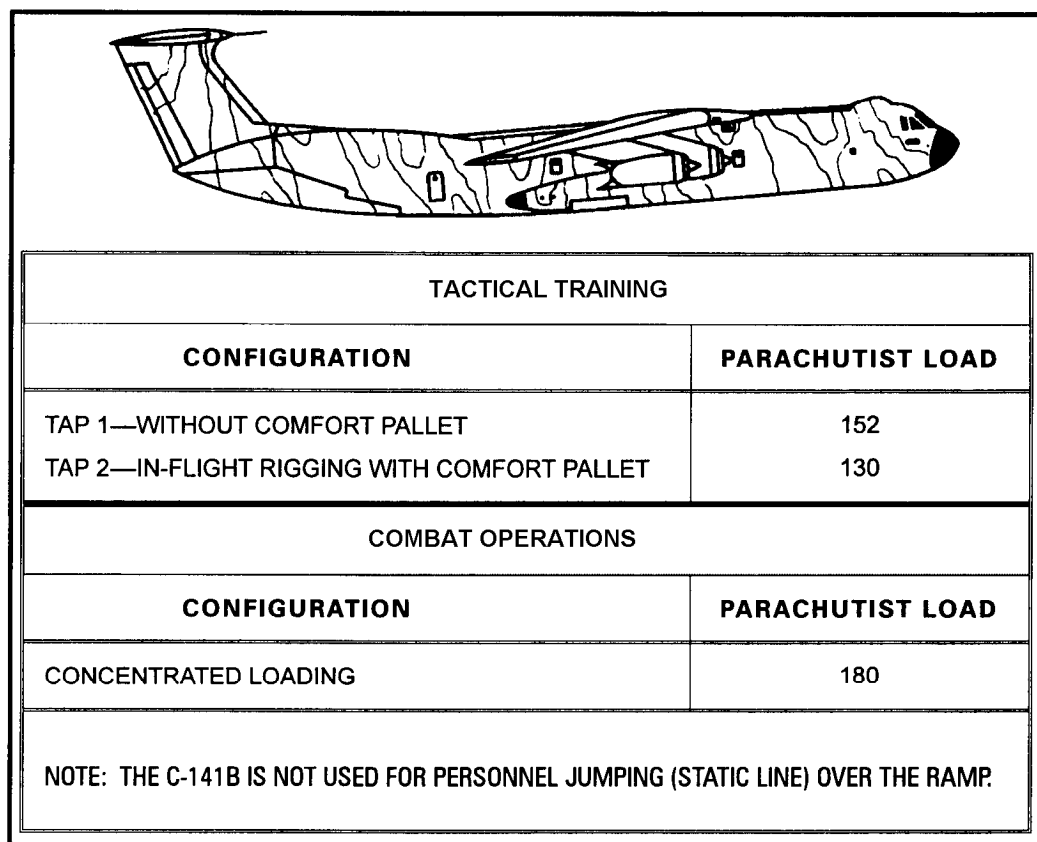 TACTICAL TRAINING
CONFIGURATION PARACHUTIST LOAD
TAP 1—WITHOUT COMFORT PALLET 152
TAP 2—IN-FLIGHT RIGGING WITH COMFORT PALLET 130
COMBAT OPERATIONS
CONFIGURATION PARACHUTIST LOAD
CONCENTRATED LOADING 180
NOTE: THE C-141B IS NOT USED FOR PERSONNEL JUMPING (STATIC LINE) OVER THE RAMP.